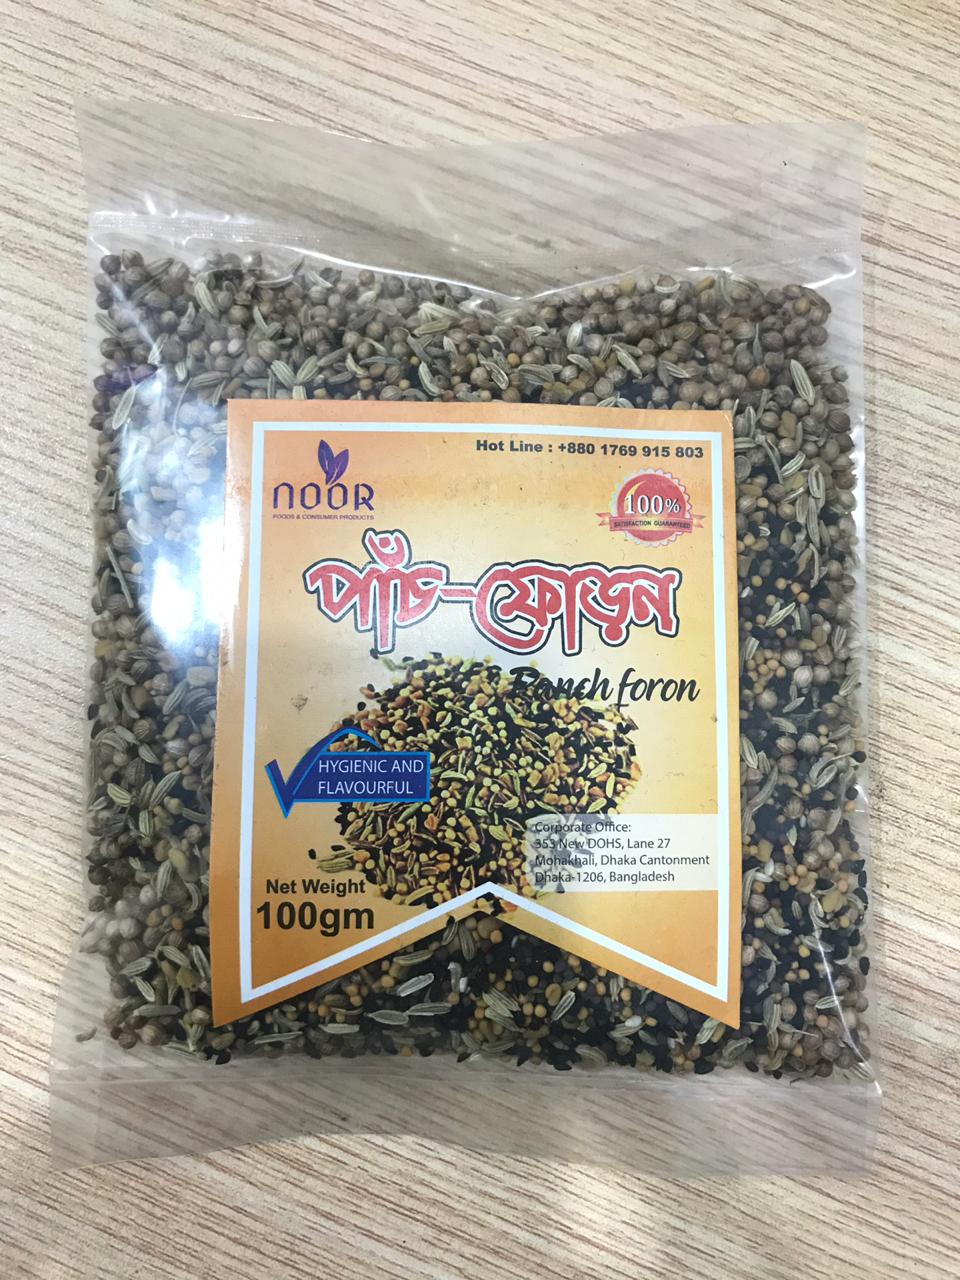 Hot Line : +880 1769 915 803
NOOR
FOODS & CONSUMER PRODUCTS
100%
SATISFACTION GUARANTEED
পাঁচ-ফোড়ন
Panch foron
HYGIENIC AND
FLAVOURFUL
Corporate Office:
353 New DOHS, Lane 27
Mohakhali, Dhaka Cantonment
Dhaka-1206, Bangladesh
Net Weight
100gm